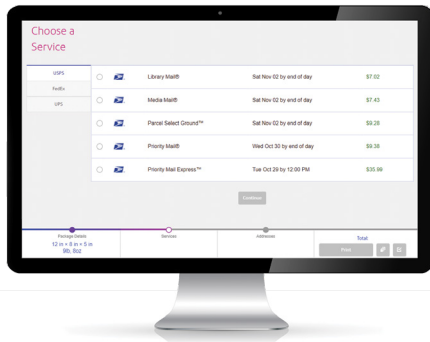 Choose a
Service
USPS
FedEx
UPS
Library Mail® Sat Nov 02 by end of day $7.02
Media Mail® Sat Nov 02 by end of day $7.43
Parcel Select Ground™ Sat Nov 02 by end of day $9.28
Priority Mail® Wed Oct 30 by end of day $9.38
Priority Mail Express™ Tue Oct 29 by 12:00 PM $35.99
Continue
Package Details Services Addresses Total:
12 in × 8 in × 5 in
9lb. 8oz
Print